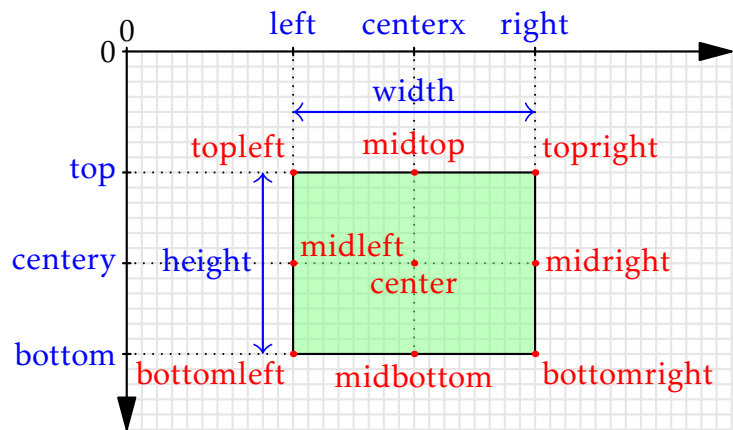 left centerx right
0
0
width
topleft midtop topright
top
midleft
centery height midright
center
bottom
bottomleft midbottom bottomright